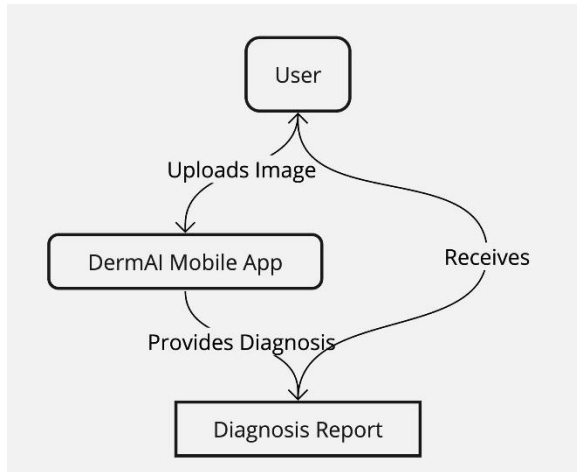 User
Uploads Image
DermAI Mobile App
Receives
Provides Diagnosis
Diagnosis Report